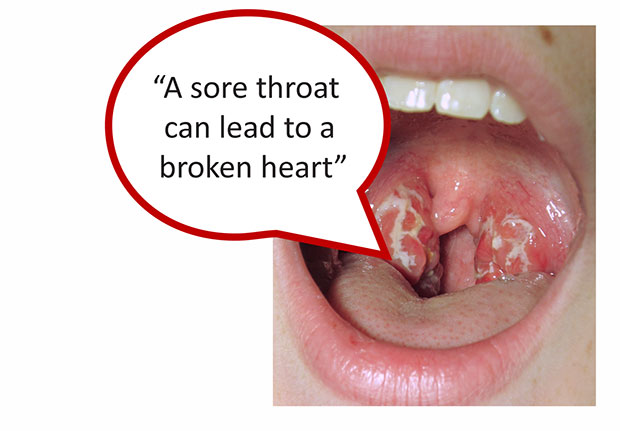 “A sore throat
can lead to a
broken heart”